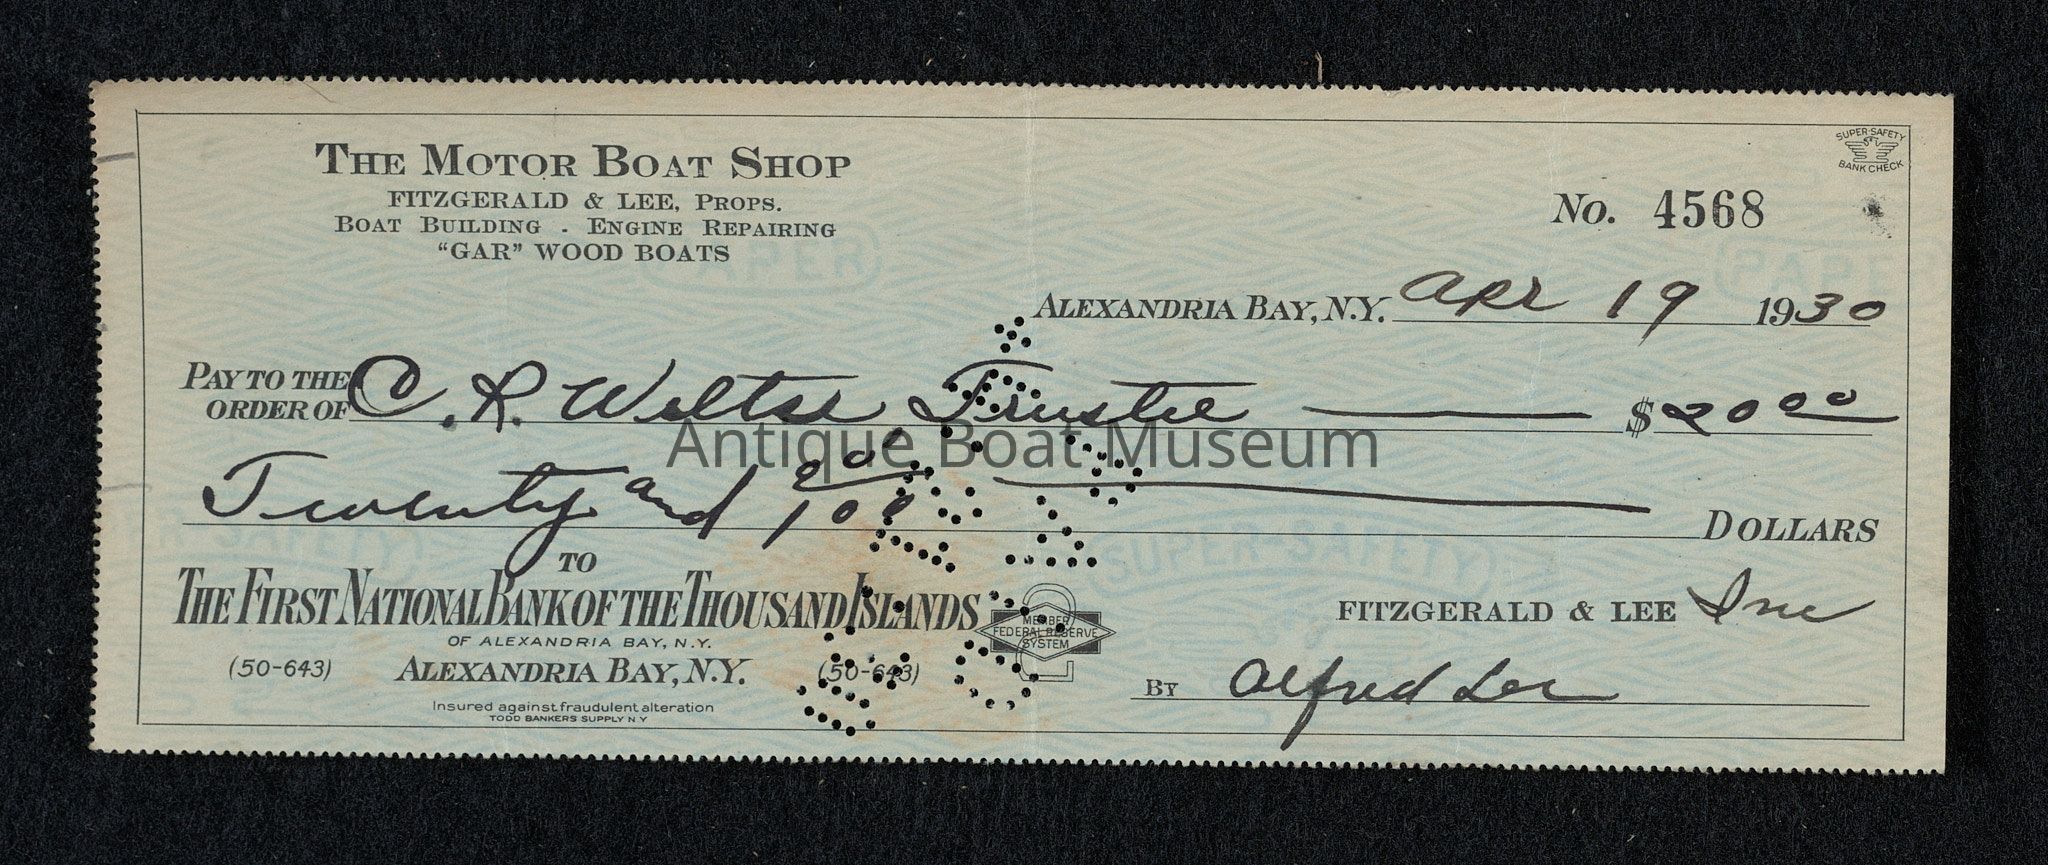 THE MOTOR BOAT SHOP
FITZGERALD & LEE, PROPS.
BOAT BUILDING - ENGINE REPAIRING
"GAR" WOOD BOATS
SUPER-SAFETY
BANK CHECK
No. 4568
ALEXANDRIA BAY, N.Y. Apr 19 1930
PAY TO THE ORDER OF C. R. Weltse, Trustee $20 00
Antique Boat Museum
Twenty and 00/100 DOLLARS
TO
THE FIRST NATIONAL BANK OF THE THOUSAND ISLANDS
OF ALEXANDRIA BAY, N.Y.
(50-643) ALEXANDRIA BAY, N.Y. (50-643)
Insured against fraudulent alteration
TODD BANKERS SUPPLY N Y
MEMBER
FEDERAL RESERVE
SYSTEM
FITZGERALD & LEE Inc
BY Alfred Lee
SUPER-SAFETY